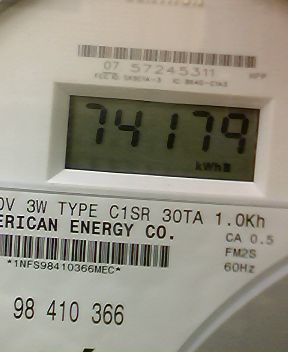 07 57245311
74179
kWh
0V 3W TYPE C1SR 30TA 1.0Kh
ERICAN ENERGY CO.
CA 0.5
FM2S
60Hz
*1NFS98410366MEC*
98 410 366